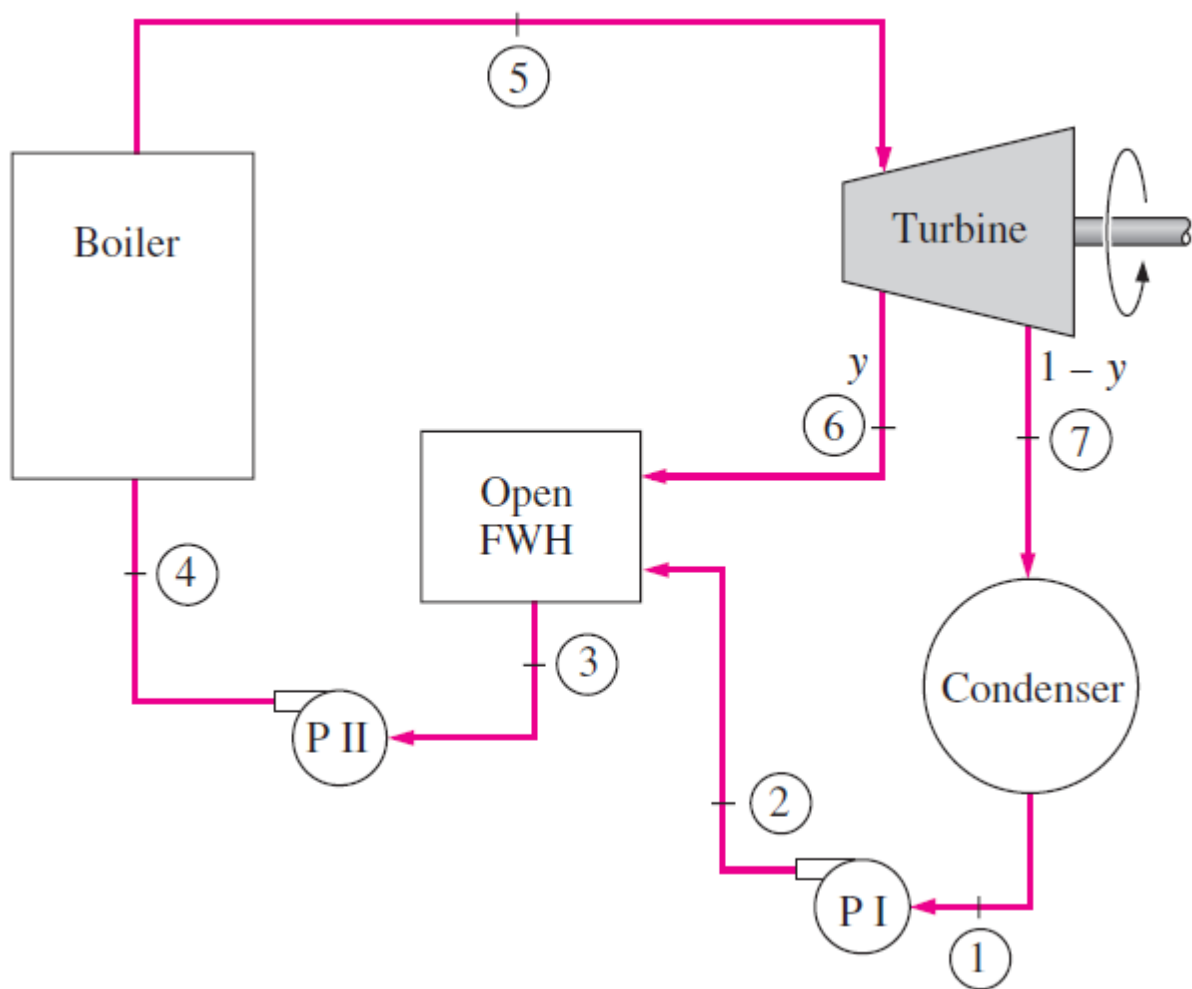 5
Boiler
Turbine
y
1 – y
6
7
Open
FWH
4
3
Condenser
P II
2
P I
1